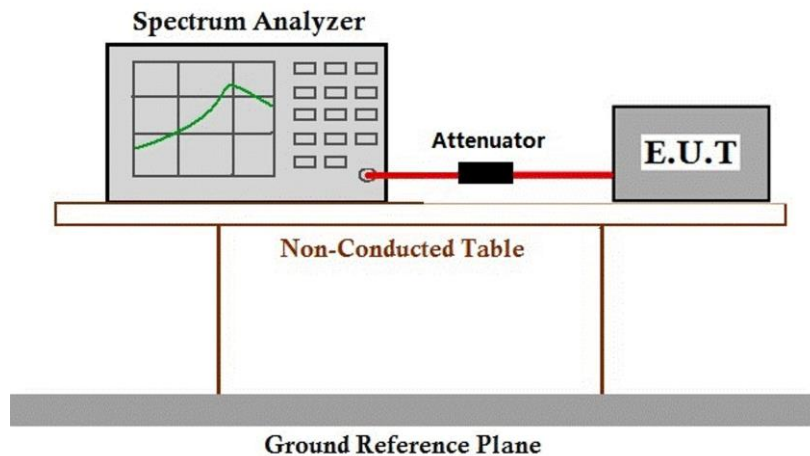 Spectrum Analyzer
Attenuator
E.U.T
Non-Conducted Table
Ground Reference Plane